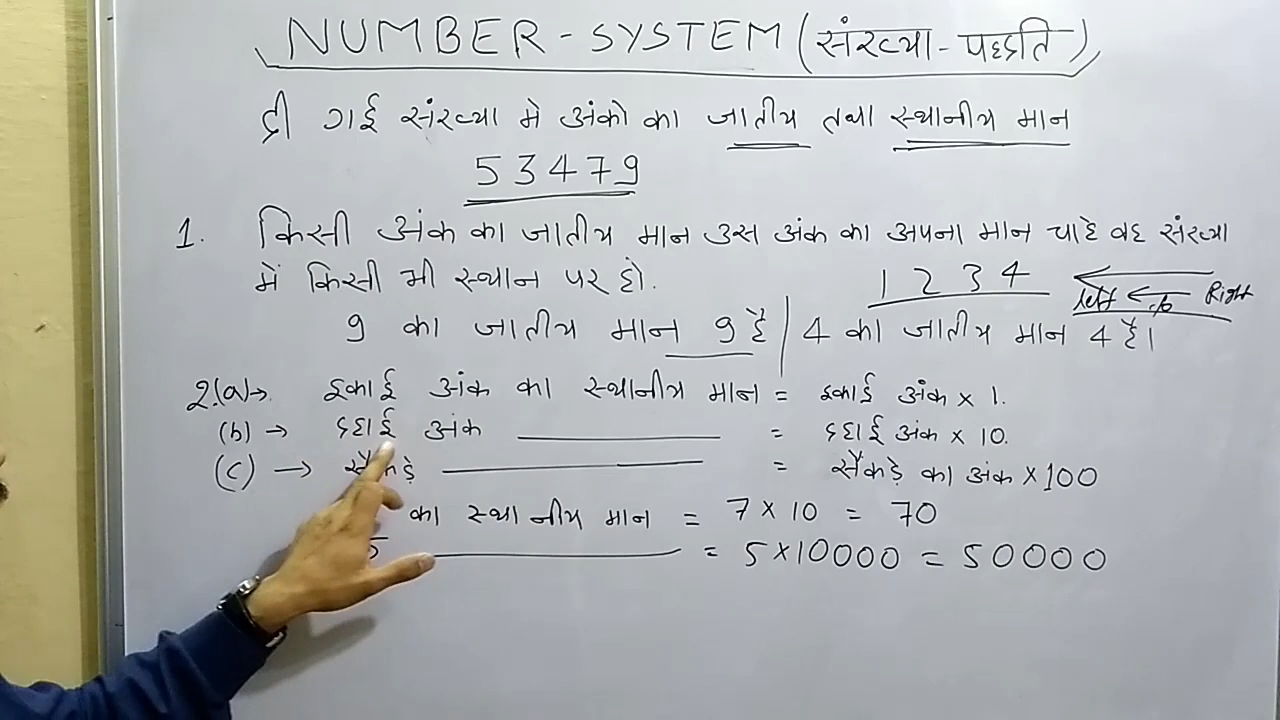 NUMBER-SYSTEM (संख्या-पद्धति)
दी गई संख्या मे अंको का जातीय तथा स्थानीय मान
53479
1. किसी अंक का जातीय मान उस अंक का अपना मान चाहे वह संख्या
में किसी भी स्थान पर हो.
1 2 3 4
left ← to Right
9 का जातीय मान 9 है | 4 का जातीय मान 4 है।
2.(a)→ इकाई अंक का स्थानीय मान = इकाई अंक × 1.
(b) → दहाई अंक ———— = दहाई अंक × 10.
(c) → सैकड़े ———— = सैकड़े का अंक × 100
का स्थानीय मान = 7 × 10 = 70
5 ———— = 5 × 10000 = 50000